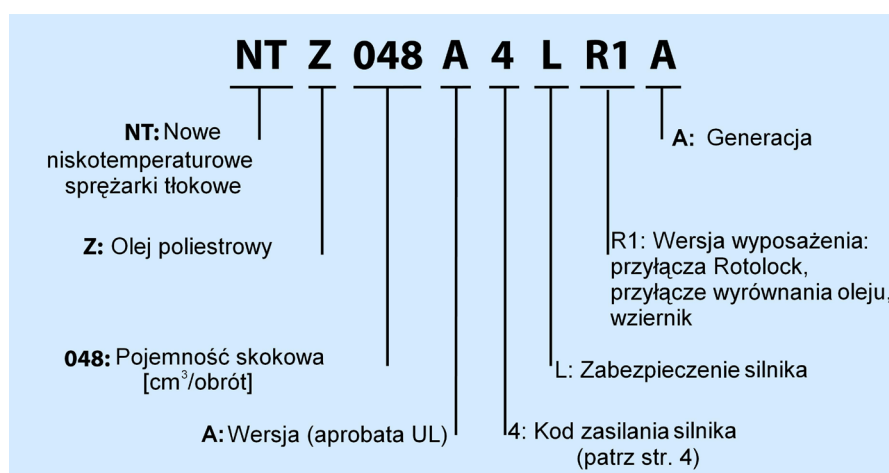 NT Z 048 A 4 L R1 A
NT: Nowe
niskotemperaturowe
sprężarki tłokowe
A: Generacja
Z: Olej poliestrowy
R1: Wersja wyposażenia:
przyłącza Rotolock,
przyłącze wyrównania oleju,
wziernik
048: Pojemność skokowa
[cm³/obrót]
L: Zabezpieczenie silnika
A: Wersja (aprobata UL)
4: Kod zasilania silnika
(patrz str. 4)